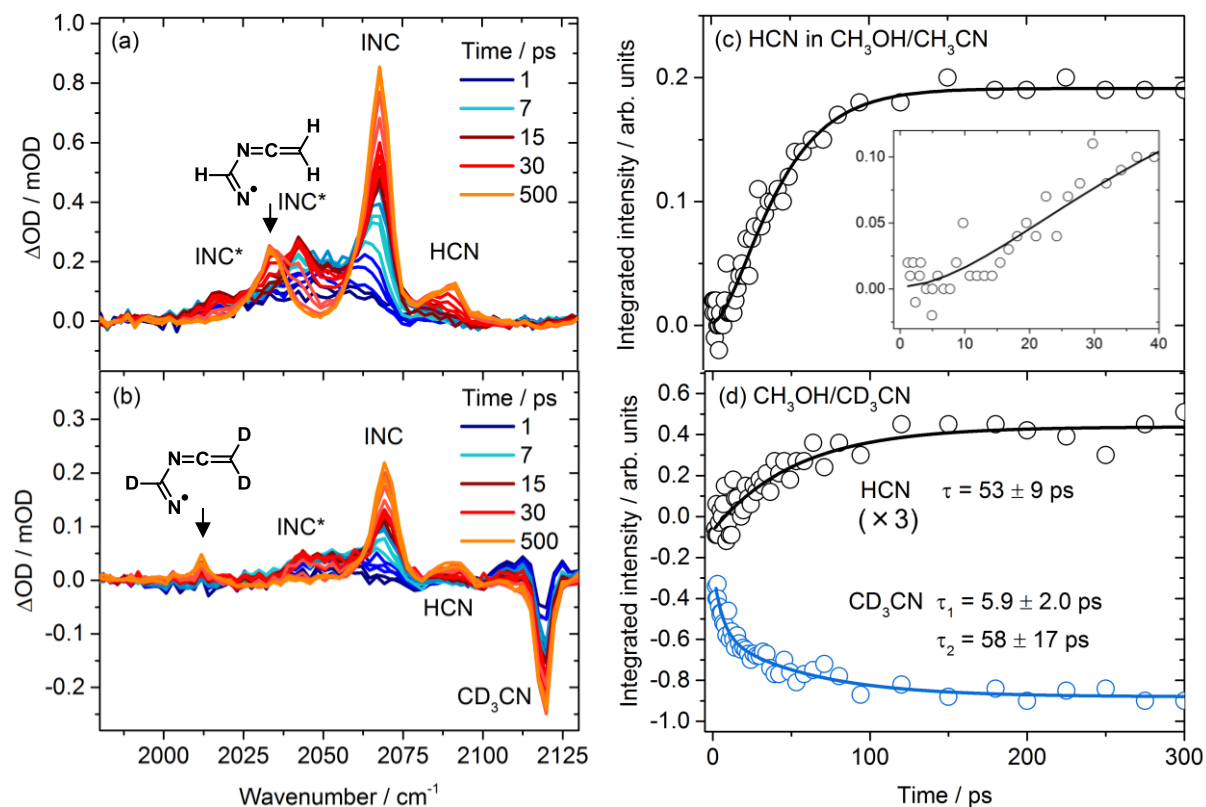 (a)
INC
Time / ps
1
7
15
30
500
H
N
C
H
H
N•
INC*
INC*
HCN
1.0
0.8
0.6
0.4
0.2
0.0
ΔOD / mOD
(b)
INC
Time / ps
1
7
15
30
500
D
N
C
D
D
N•
INC*
HCN
CD₃CN
0.3
0.2
0.1
0.0
-0.1
-0.2
ΔOD / mOD
2000 2025 2050 2075 2100 2125
Wavenumber / cm⁻¹
(c) HCN in CH₃OH/CH₃CN
0.2
0.1
0.0
Integrated intensity / arb. units
0.10
0.05
0.00
0 10 20 30 40
(d) CH₃OH/CD₃CN
HCN τ = 53 ± 9 ps
(× 3)
CD₃CN τ₁ = 5.9 ± 2.0 ps
τ₂ = 58 ± 17 ps
0.6
0.4
0.2
0.0
-0.2
-0.4
-0.6
-0.8
-1.0
Integrated intensity / arb. units
0 50 100 150 200 250 300
Time / ps